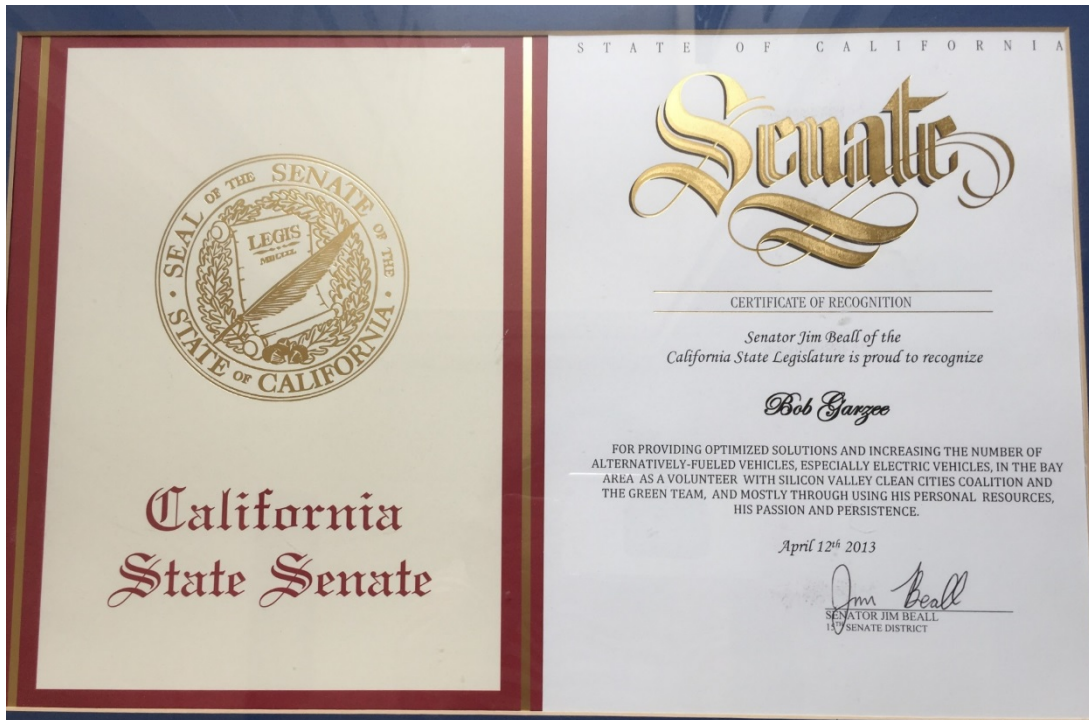 SEAL OF THE SENATE OF THE
STATE OF CALIFORNIA
LEGIS
MDCCCL
California
State Senate
STATE OF CALIFORNIA
Senate
CERTIFICATE OF RECOGNITION
Senator Jim Beall of the
California State Legislature is proud to recognize
Bob Garzee
FOR PROVIDING OPTIMIZED SOLUTIONS AND INCREASING THE NUMBER OF
ALTERNATIVELY-FUELED VEHICLES, ESPECIALLY ELECTRIC VEHICLES, IN THE BAY
AREA AS A VOLUNTEER WITH SILICON VALLEY CLEAN CITIES COALITION AND
THE GREEN TEAM, AND MOSTLY THROUGH USING HIS PERSONAL RESOURCES,
HIS PASSION AND PERSISTENCE.
April 12th 2013
Jim Beall
SENATOR JIM BEALL
15TH SENATE DISTRICT